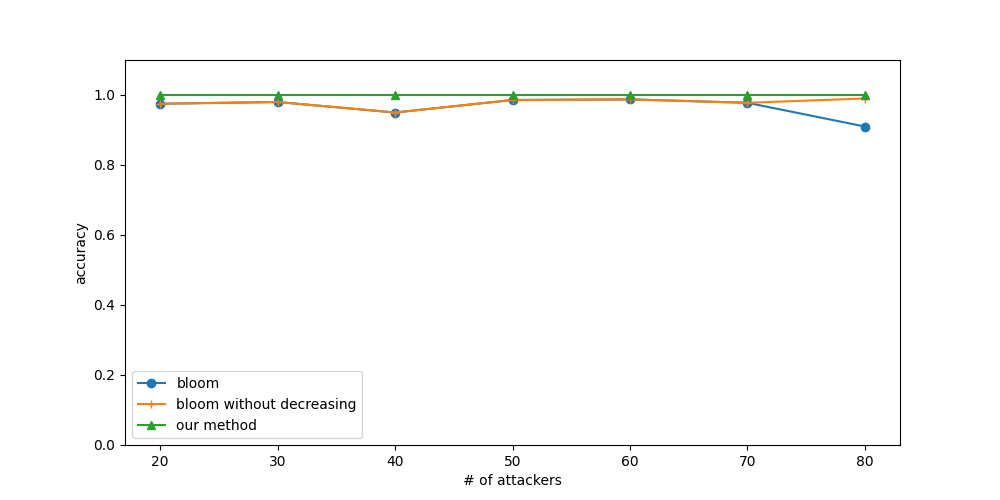 1.0
0.8
0.6
0.4
0.2
0.0
accuracy
bloom
bloom without decreasing
our method
20 30 40 50 60 70 80
# of attackers